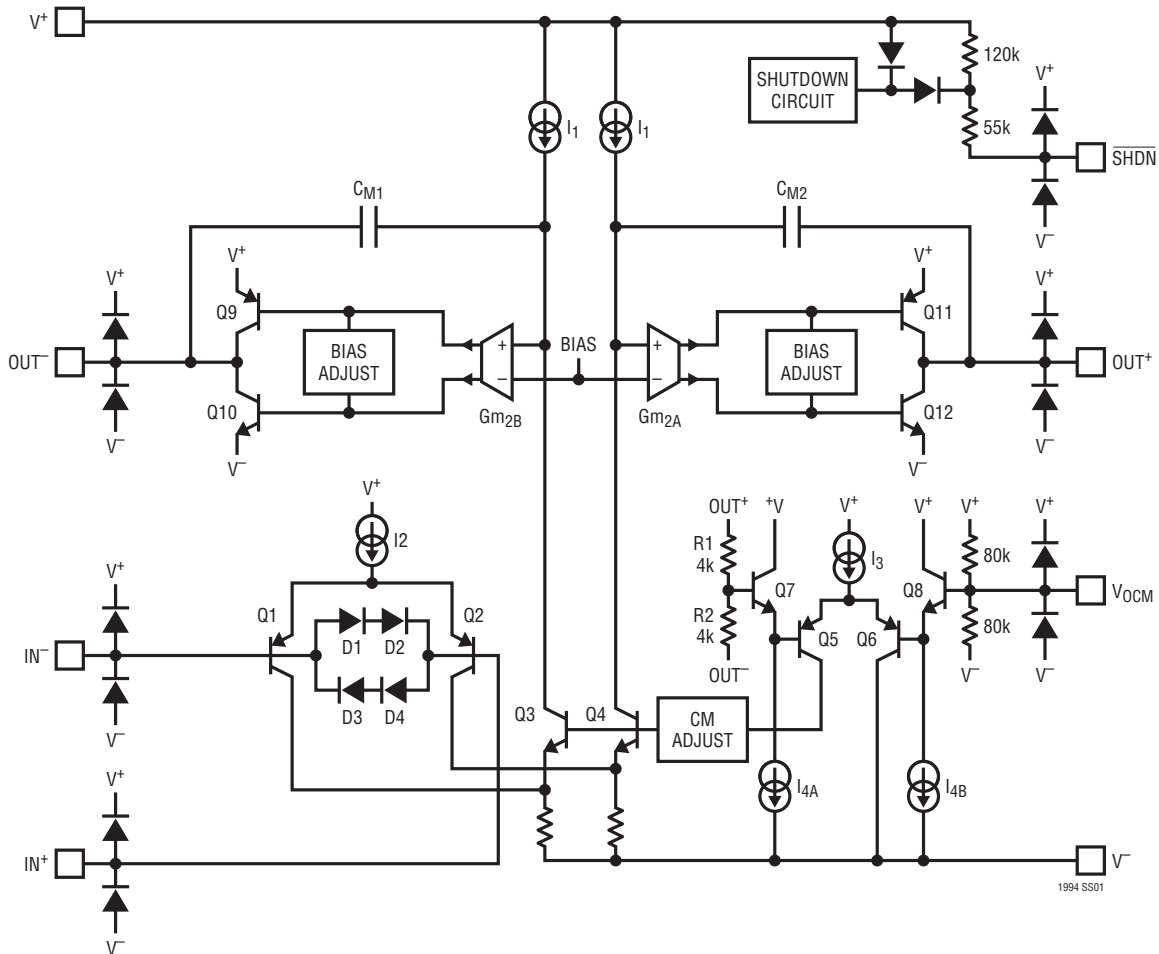 V+
120k
V+
SHUTDOWN
CIRCUIT
I1
I1
55k
SHDN
CM1
CM2
V−
V+
V+
V+
V+
Q9
Q11
BIAS
ADJUST
+
BIAS
+
BIAS
ADJUST
OUT−
OUT+
−
−
Q10
Gm2B
Gm2A
Q12
V−
V−
V−
V−
V+
OUT+
+V
V+
V+
V+
V+
I2
R1
4k
I3
80k
V+
Q7
Q8
VOCM
Q1
Q2
R2
4k
Q5
Q6
80k
IN−
D1
D2
OUT−
V−
V−
D3
D4
Q3
Q4
CM
ADJUST
V−
V+
I4A
I4B
IN+
V−
1994 SS01
V−